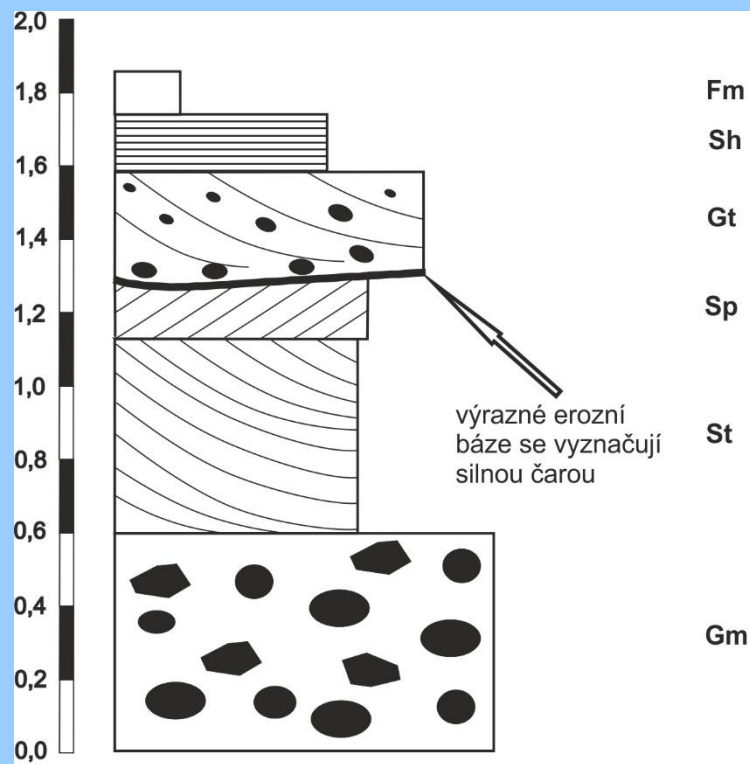 2,0
1,8
1,6
1,4
1,2
1,0
0,8
0,6
0,4
0,2
0,0
Fm
Sh
Gt
Sp
St
Gm
výrazné erozní
báze se vyznačují
silnou čarou